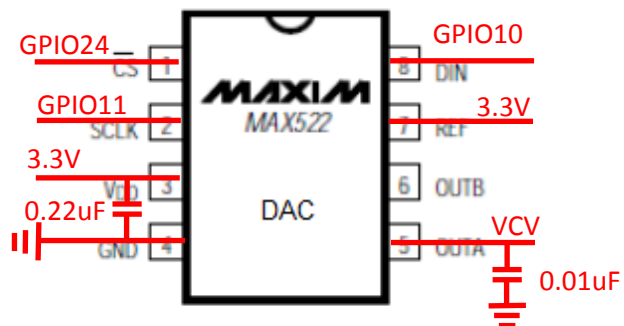 GPIO24
CS 1
GPIO11
SCLK 2
3.3V
VDD 3
0.22uF
GND 4
MAXIM
MAX522
DAC
GPIO10
8 DIN
3.3V
7 REF
6 OUTB
VCV
5 OUTA
0.01uF